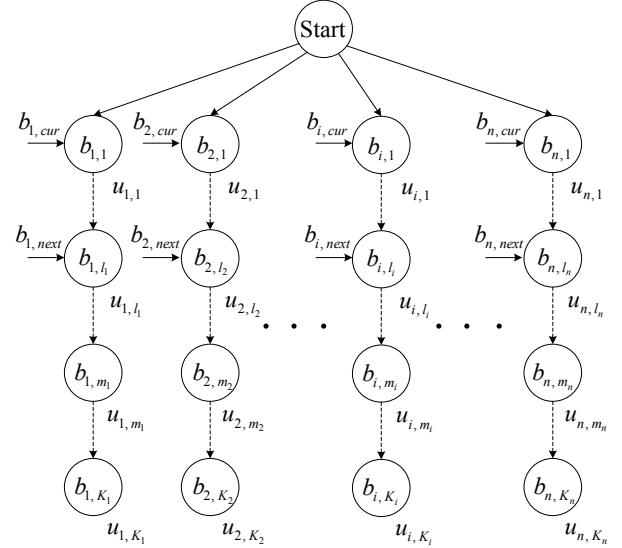 Start
b1, cur b2, cur bi, cur bn, cur
b1,1 b2,1 bi,1 bn,1
u1,1 u2,1 ui,1 un,1
b1, next b2, next bi, next bn, next
b1, l1 b2, l2 bi, li bn, ln
u1, l1 u2, l2 ui, li un, ln
. . . . . .
b1, m1 b2, m2 bi, mi bn, mn
u1, m1 u2, m2 ui, mi un, mn
b1, K1 b2, K2 bi, Ki bn, Kn
u1, K1 u2, K2 ui, Ki un, Kn